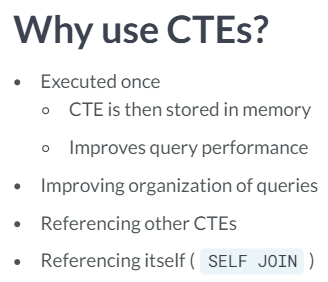 Why use CTEs?
• Executed once
◦ CTE is then stored in memory
◦ Improves query performance
• Improving organization of queries
• Referencing other CTEs
• Referencing itself ( SELF JOIN )